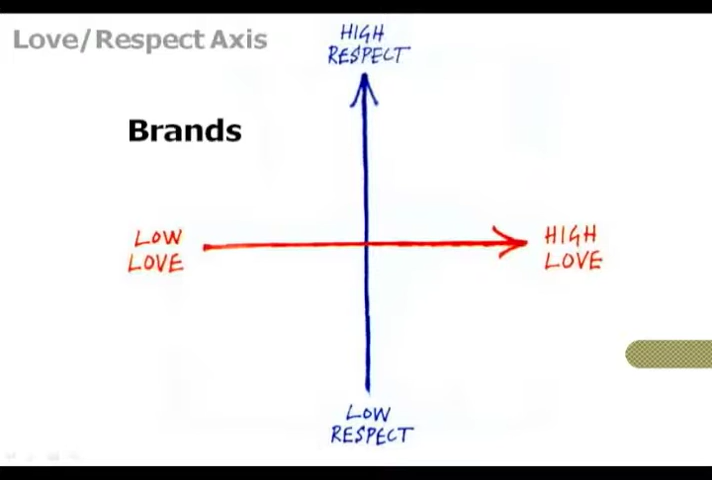 Love/Respect Axis
HIGH
RESPECT
Brands
LOW
LOVE
HIGH
LOVE
LOW
RESPECT